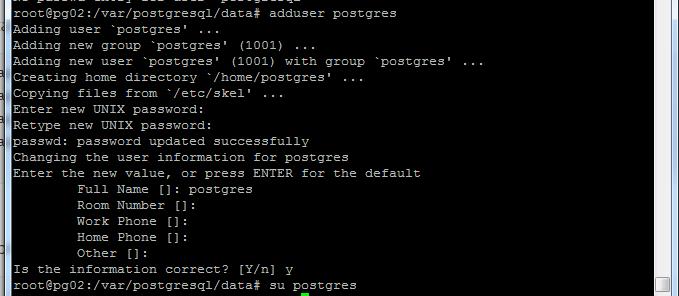 root@pg02:/var/postgresql/data# adduser postgres
Adding user `postgres' ...
Adding new group `postgres' (1001) ...
Adding new user `postgres' (1001) with group `postgres' ...
Creating home directory `/home/postgres' ...
Copying files from `/etc/skel' ...
Enter new UNIX password:
Retype new UNIX password:
passwd: password updated successfully
Changing the user information for postgres
Enter the new value, or press ENTER for the default
        Full Name []: postgres
        Room Number []:
        Work Phone []:
        Home Phone []:
        Other []:
Is the information correct? [Y/n] y
root@pg02:/var/postgresql/data# su postgres